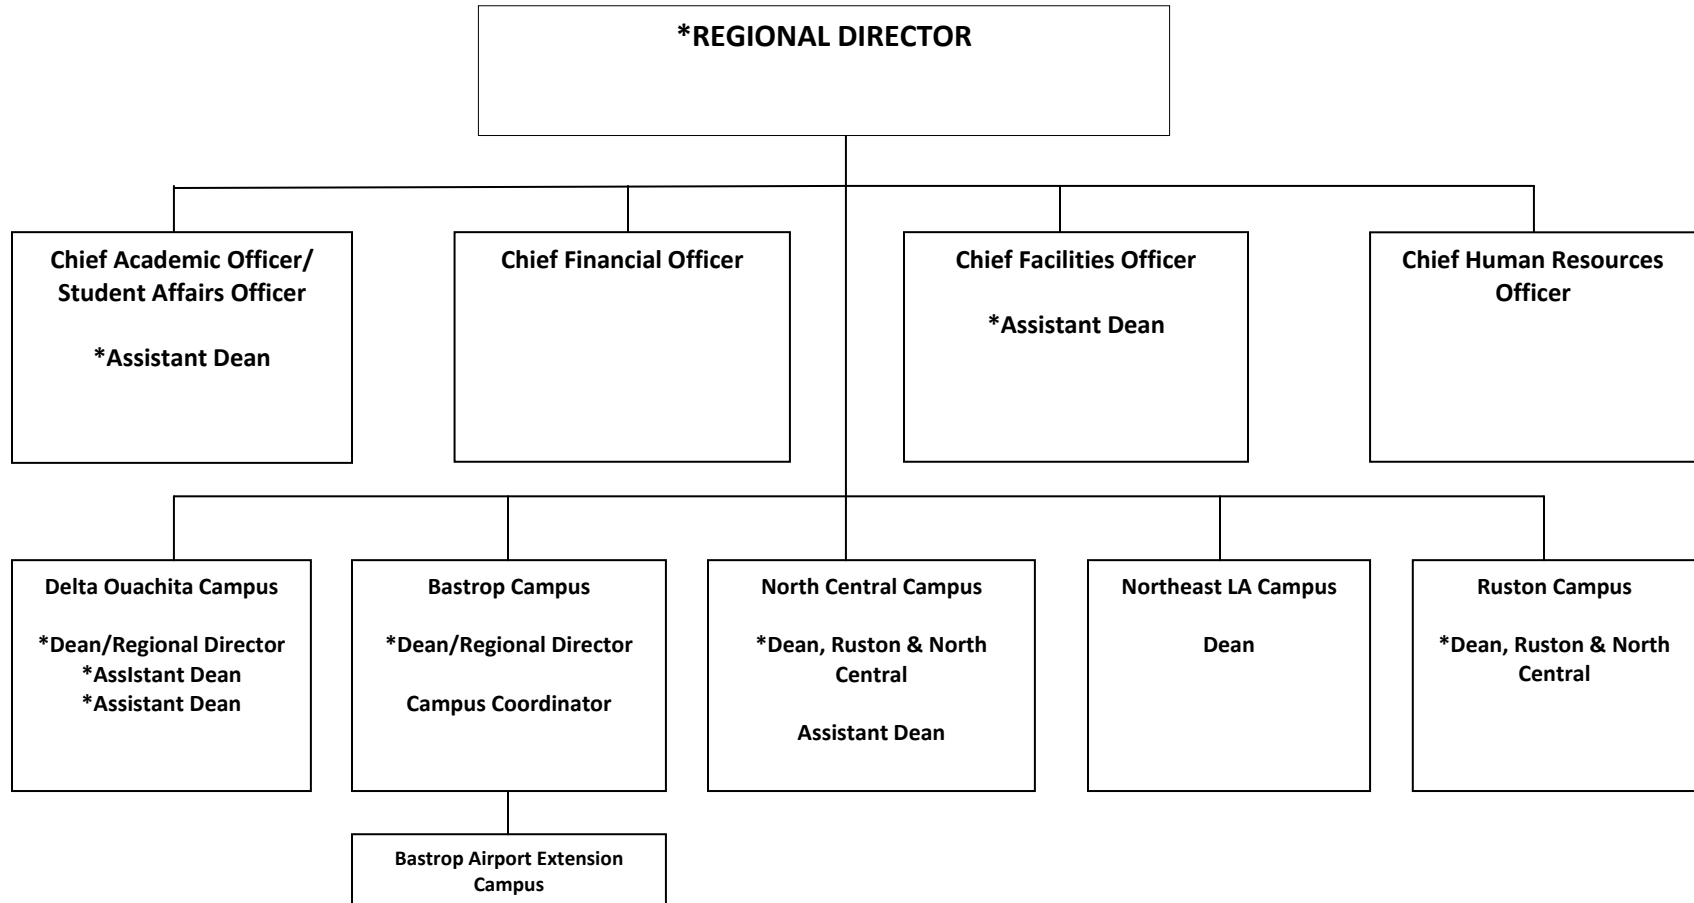 *REGIONAL DIRECTOR
Chief Academic Officer/
Student Affairs Officer
*Assistant Dean
Chief Financial Officer
Chief Facilities Officer
*Assistant Dean
Chief Human Resources
Officer
Delta Ouachita Campus
*Dean/Regional Director
*AssIstant Dean
*Assistant Dean
Bastrop Campus
*Dean/Regional Director
Campus Coordinator
North Central Campus
*Dean, Ruston & North
Central
Assistant Dean
Northeast LA Campus
Dean
Ruston Campus
*Dean, Ruston & North
Central
Bastrop Airport Extension
Campus